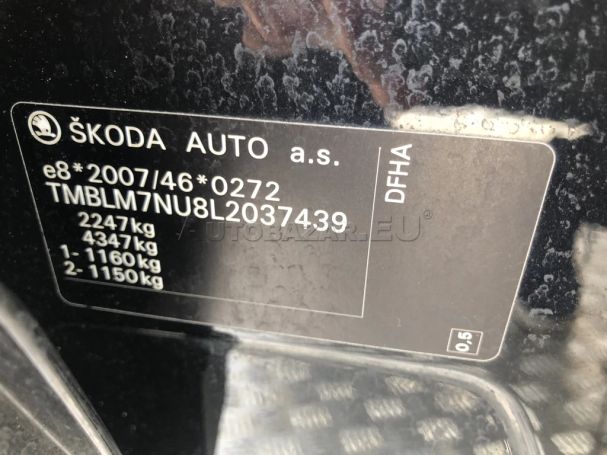 ŠKODA AUTO a.s.
e8*2007/46*0272
TMBLM7NU8L2037439
2247kg
4347kg
1- 1160kg
2- 1150kg
DFHA
0,5
AUTOBAZAR.EU